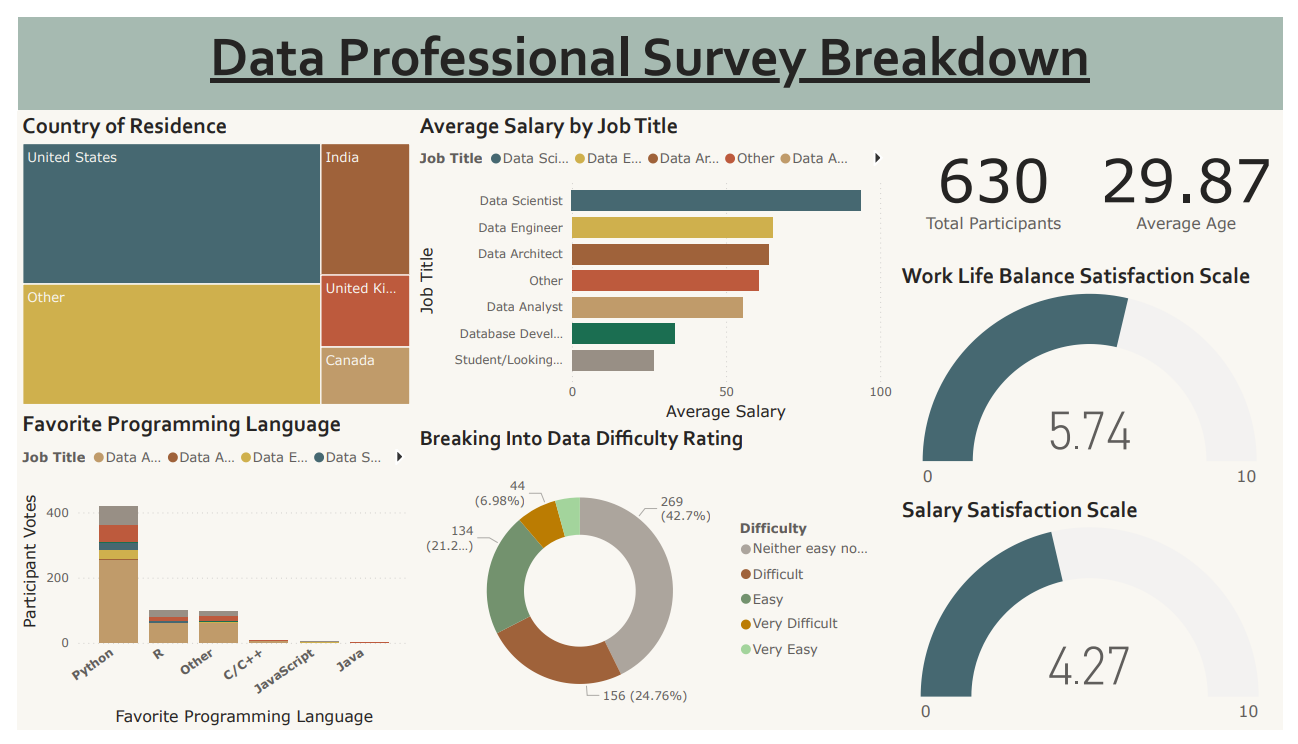 Data Professional Survey Breakdown
Country of Residence
United States
India
Other
United Ki...
Canada
Average Salary by Job Title
Job Title Data Sci... Data E... Data Ar... Other Data A...
Job Title
Data Scientist
Data Engineer
Data Architect
Other
Data Analyst
Database Devel...
Student/Looking...
0 50 100
Average Salary
630
Total Participants
29.87
Average Age
Work Life Balance Satisfaction Scale
5.74
0 10
Favorite Programming Language
Job Title Data A... Data A... Data E... Data S...
Participant Votes
400
200
0
Python R Other C/C++ JavaScript Java
Favorite Programming Language
Breaking Into Data Difficulty Rating
44
(6.98%)
269
(42.7%)
134
(21.2...)
156 (24.76%)
Difficulty
Neither easy no...
Difficult
Easy
Very Difficult
Very Easy
Salary Satisfaction Scale
4.27
0 10